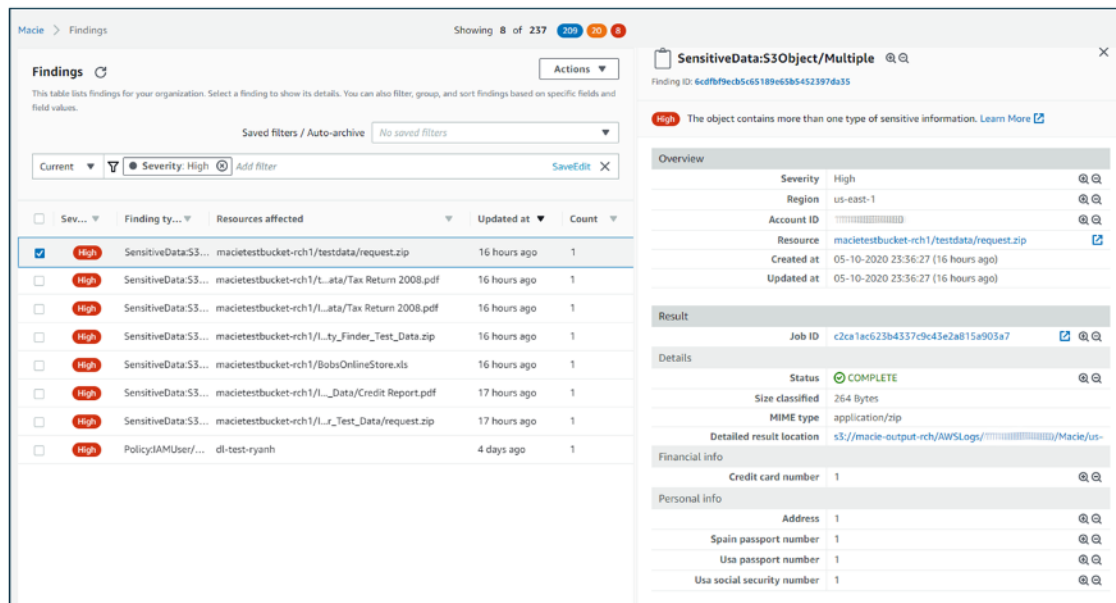 Macie > Findings
Showing 8 of 237 209 20 8
Findings
Actions
This table lists findings for your organization. Select a finding to show its details. You can also filter, group, and sort findings based on specific fields and
field values.
Saved filters / Auto-archive No saved filters
Current Severity: High Add filter SaveEdit
Sev... Finding ty... Resources affected Updated at Count
High SensitiveData:S3... macietestbucket-rch1/testdata/request.zip 16 hours ago 1
High SensitiveData:S3... macietestbucket-rch1/t...ata/Tax Return 2008.pdf 16 hours ago 1
High SensitiveData:S3... macietestbucket-rch1/I...ata/Tax Return 2008.pdf 16 hours ago 1
High SensitiveData:S3... macietestbucket-rch1/I...ty_Finder_Test_Data.zip 16 hours ago 1
High SensitiveData:S3... macietestbucket-rch1/BobsOnlineStore.xls 16 hours ago 1
High SensitiveData:S3... macietestbucket-rch1/I..._Data/Credit Report.pdf 17 hours ago 1
High SensitiveData:S3... macietestbucket-rch1/I...r_Test_Data/request.zip 17 hours ago 1
High Policy:IAMUser/... dl-test-ryanh 4 days ago 1
SensitiveData:S3Object/Multiple
Finding ID: 6cdfbf9ecb5c65189e65b5452397da35
High The object contains more than one type of sensitive information. Learn More
Overview
Severity High
Region us-east-1
Account ID
Resource macietestbucket-rch1/testdata/request.zip
Created at 05-10-2020 23:36:27 (16 hours ago)
Updated at 05-10-2020 23:36:27 (16 hours ago)
Result
Job ID c2ca1ac623b4337c9c43e2a815a903a7
Details
Status COMPLETE
Size classified 264 Bytes
MIME type application/zip
Detailed result location s3://macie-output-rch/AWSLogs/ /Macie/us-
Financial info
Credit card number 1
Personal info
Address 1
Spain passport number 1
Usa passport number 1
Usa social security number 1